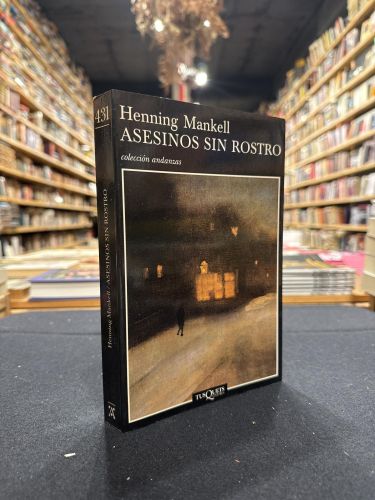 Henning Mankell
ASESINOS SIN ROSTRO
colección andanzas
TUSQUETS
431
Henning Mankell / ASESINOS SIN ROSTRO